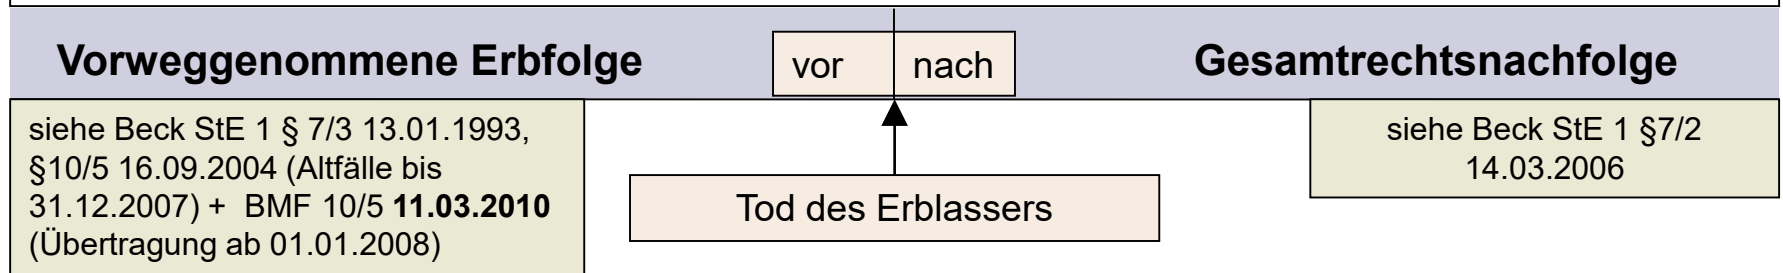 Vorweggenommene Erbfolge
vor
nach
Gesamtrechtsnachfolge
siehe Beck StE 1 § 7/3 13.01.1993,
§10/5 16.09.2004 (Altfälle bis
31.12.2007) + BMF 10/5 11.03.2010
(Übertragung ab 01.01.2008)
Tod des Erblassers
siehe Beck StE 1 §7/2
14.03.2006